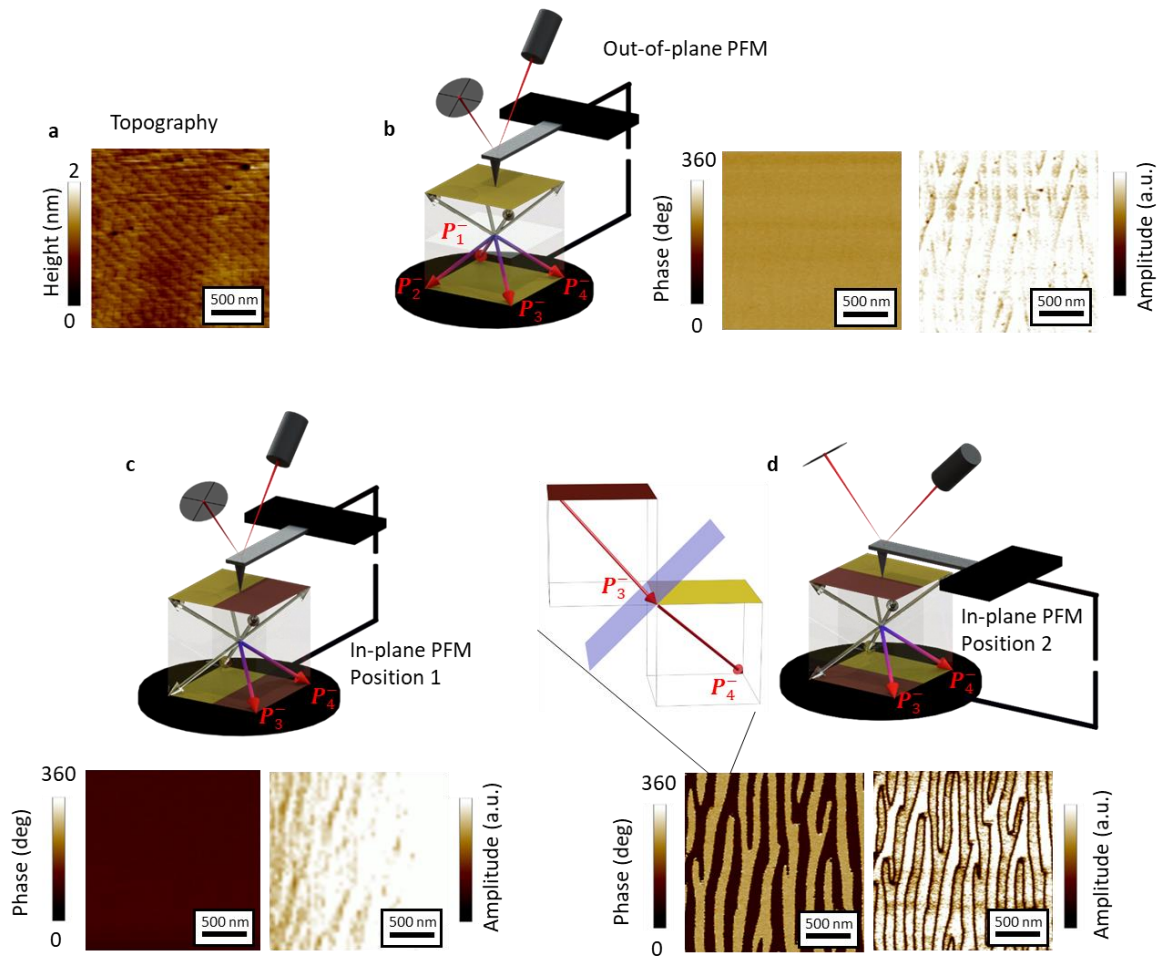 Out-of-plane PFM
a
Topography
b
2
Height (nm)
0
500 nm
P₁⁻
P₂⁻
P₃⁻
P₄⁻
360
Phase (deg)
0
500 nm
500 nm
Amplitude (a.u.)
c
In-plane PFM
Position 1
P₃⁻
P₄⁻
P₃⁻
P₄⁻
d
In-plane PFM
Position 2
P₃⁻
P₄⁻
360
Phase (deg)
0
500 nm
500 nm
Amplitude (a.u.)
360
Phase (deg)
0
500 nm
500 nm
Amplitude (a.u.)